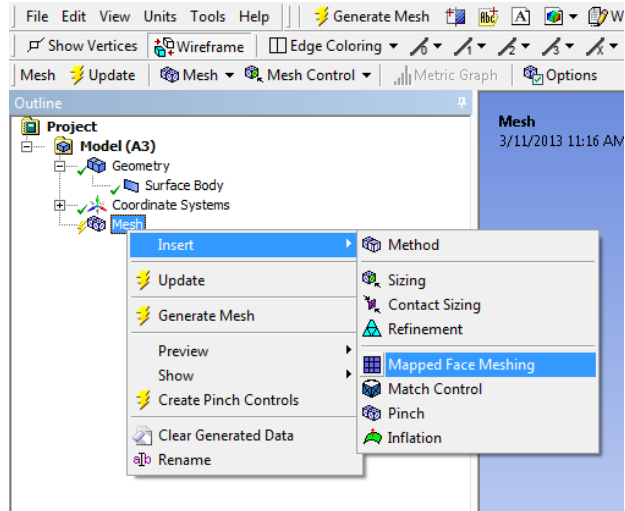 File Edit View Units Tools Help Generate Mesh A W
Show Vertices Wireframe Edge Coloring
Mesh Update Mesh Mesh Control Metric Graph Options
Outline
Project
Model (A3)
Geometry
Surface Body
Coordinate Systems
Mesh
Mesh
3/11/2013 11:16 AM
Insert
Update
Generate Mesh
Preview
Show
Create Pinch Controls
Clear Generated Data
Rename
Method
Sizing
Contact Sizing
Refinement
Mapped Face Meshing
Match Control
Pinch
Inflation